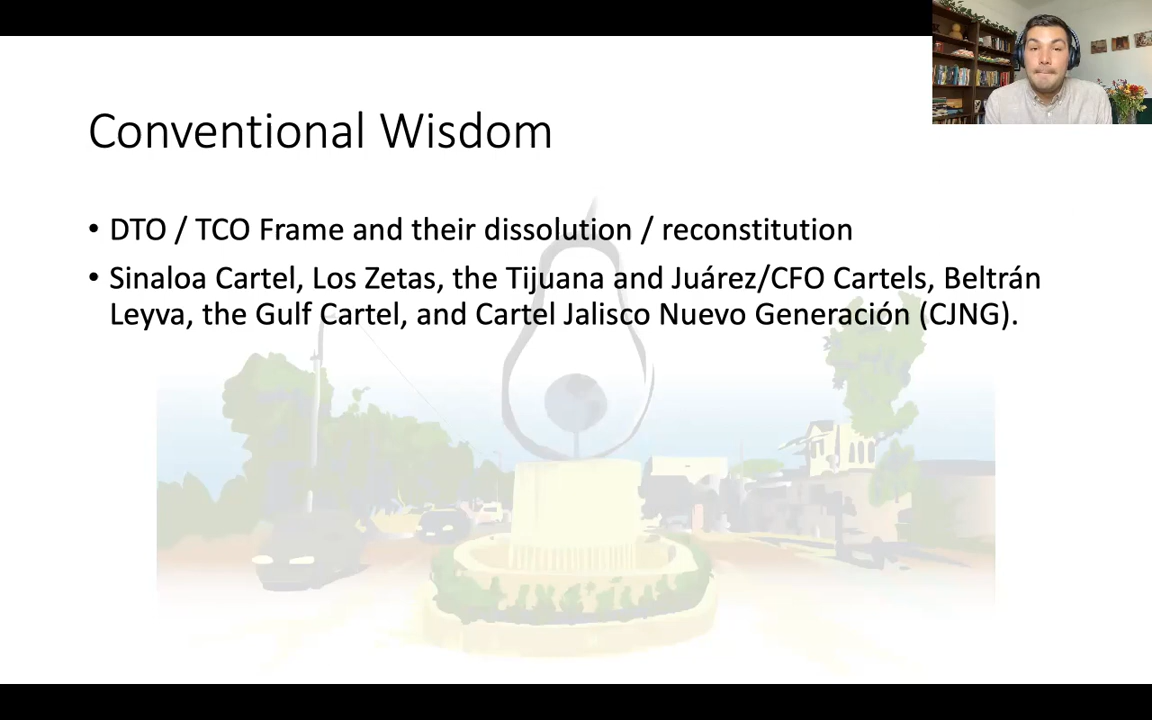 Conventional Wisdom
• DTO / TCO Frame and their dissolution / reconstitution
• Sinaloa Cartel, Los Zetas, the Tijuana and Juárez/CFO Cartels, Beltrán
Leyva, the Gulf Cartel, and Cartel Jalisco Nuevo Generación (CJNG).